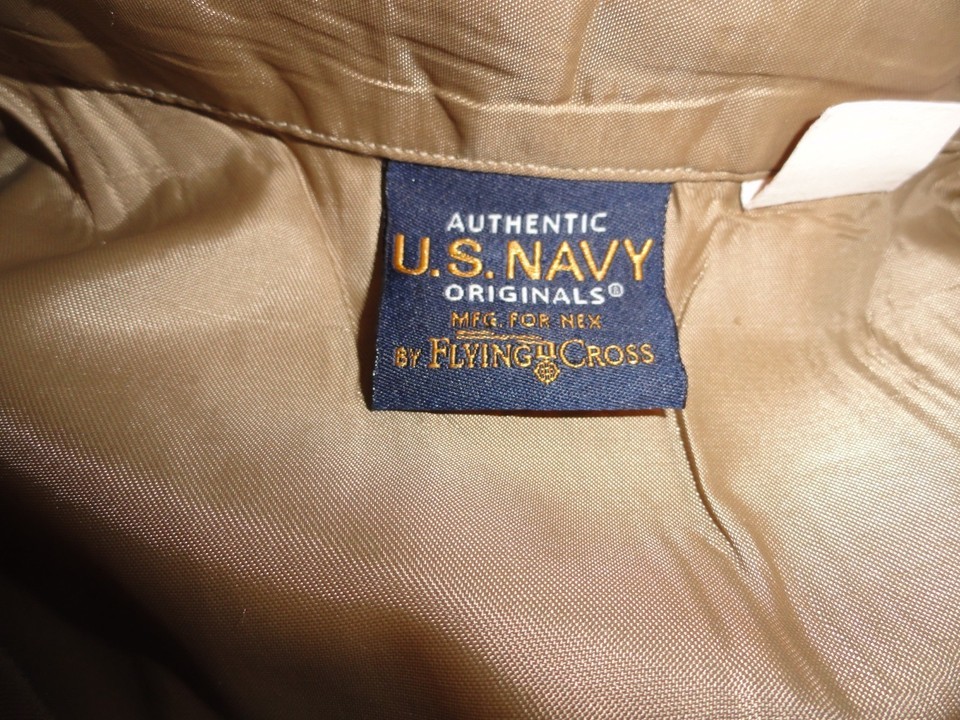 AUTHENTIC
U.S. NAVY
ORIGINALS®
MFG. FOR NEX
BY FLYING CROSS